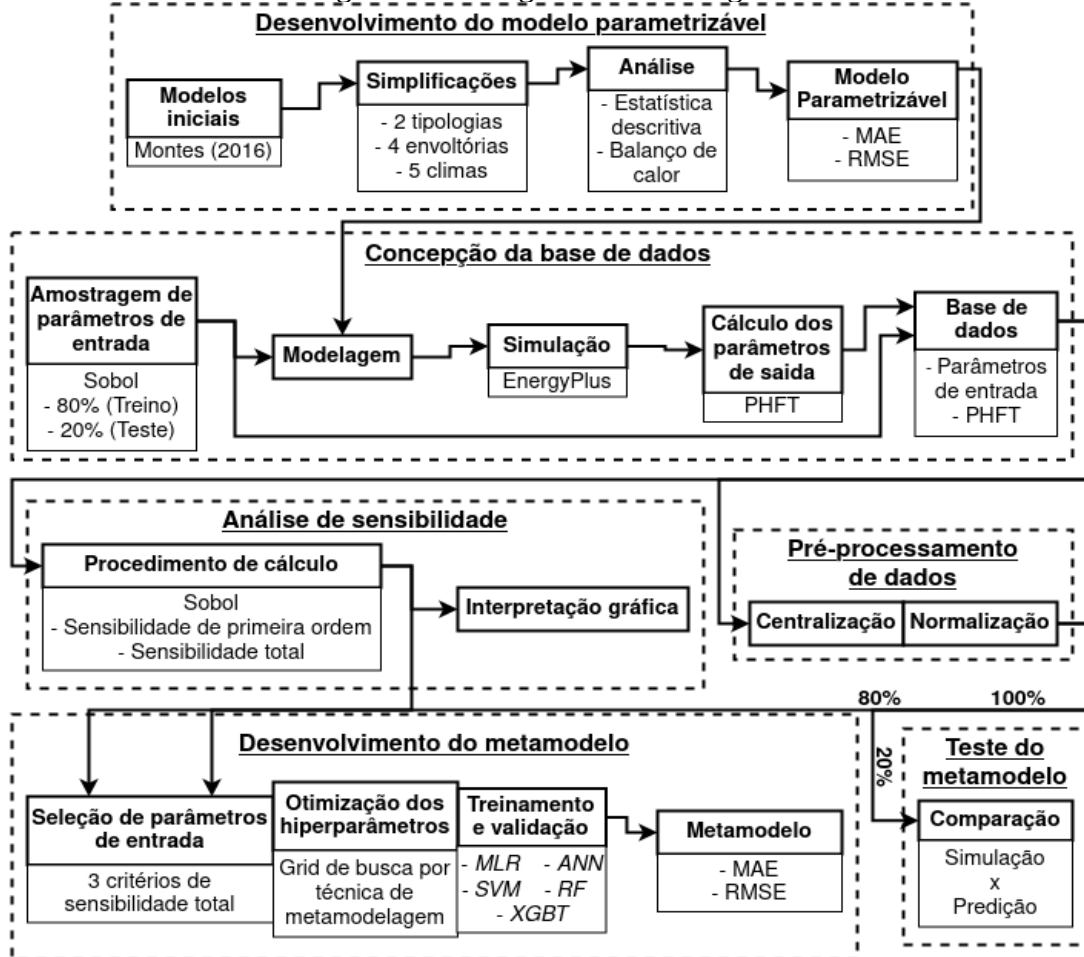 Desenvolvimento do modelo parametrizável
Modelos
iniciais
Montes (2016)
Simplificações
- 2 tipologias
- 4 envoltórias
- 5 climas
Análise
- Estatística
descritiva
- Balanço de
calor
Modelo
Parametrizável
- MAE
- RMSE
Concepção da base de dados
Amostragem de
parâmetros de
entrada
Sobol
- 80% (Treino)
- 20% (Teste)
Modelagem
Simulação
EnergyPlus
Cálculo dos
parâmetros
de saida
PHFT
Base de
dados
- Parâmetros
de entrada
- PHFT
Análise de sensibilidade
Procedimento de cálculo
Sobol
- Sensibilidade de primeira ordem
- Sensibilidade total
Interpretação gráfica
Pré-processamento
de dados
Centralização
Normalização
80%
100%
20%
Desenvolvimento do metamodelo
Seleção de parâmetros
de entrada
3 critérios de
sensibilidade total
Otimização dos
hiperparâmetros
Grid de busca por
técnica de
metamodelagem
Treinamento
e validação
- MLR - ANN
- SVM - RF
- XGBT
Metamodelo
- MAE
- RMSE
Teste do
metamodelo
Comparação
Simulação
x
Predição